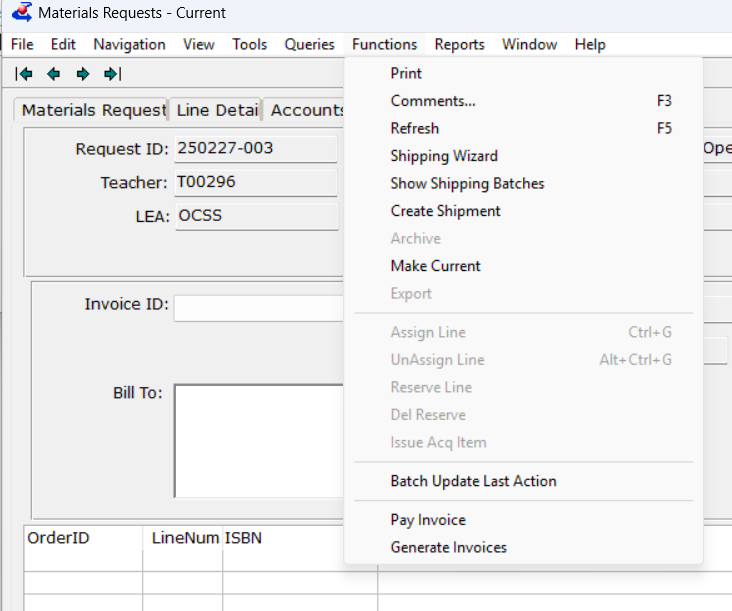 Materials Requests - Current
File Edit Navigation View Tools Queries Functions Reports Window Help
Materials Request Line Detai Accounts
Request ID: 250227-003
Ope
Teacher: T00296
LEA: OCSS
Invoice ID:
Bill To:
OrderID LineNum ISBN
Print
Comments... F3
Refresh F5
Shipping Wizard
Show Shipping Batches
Create Shipment
Archive
Make Current
Export
Assign Line Ctrl+G
UnAssign Line Alt+Ctrl+G
Reserve Line
Del Reserve
Issue Acq Item
Batch Update Last Action
Pay Invoice
Generate Invoices